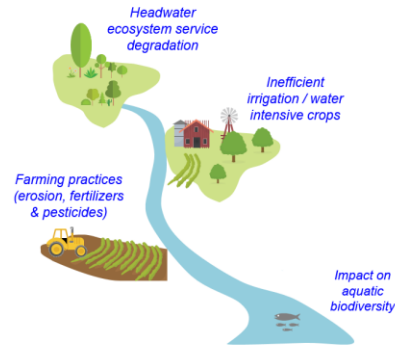 Headwater
ecosystem service
degradation
Inefficient
irrigation / water
intensive crops
Farming practices
(erosion, fertilizers
& pesticides)
Impact on
aquatic
biodiversity